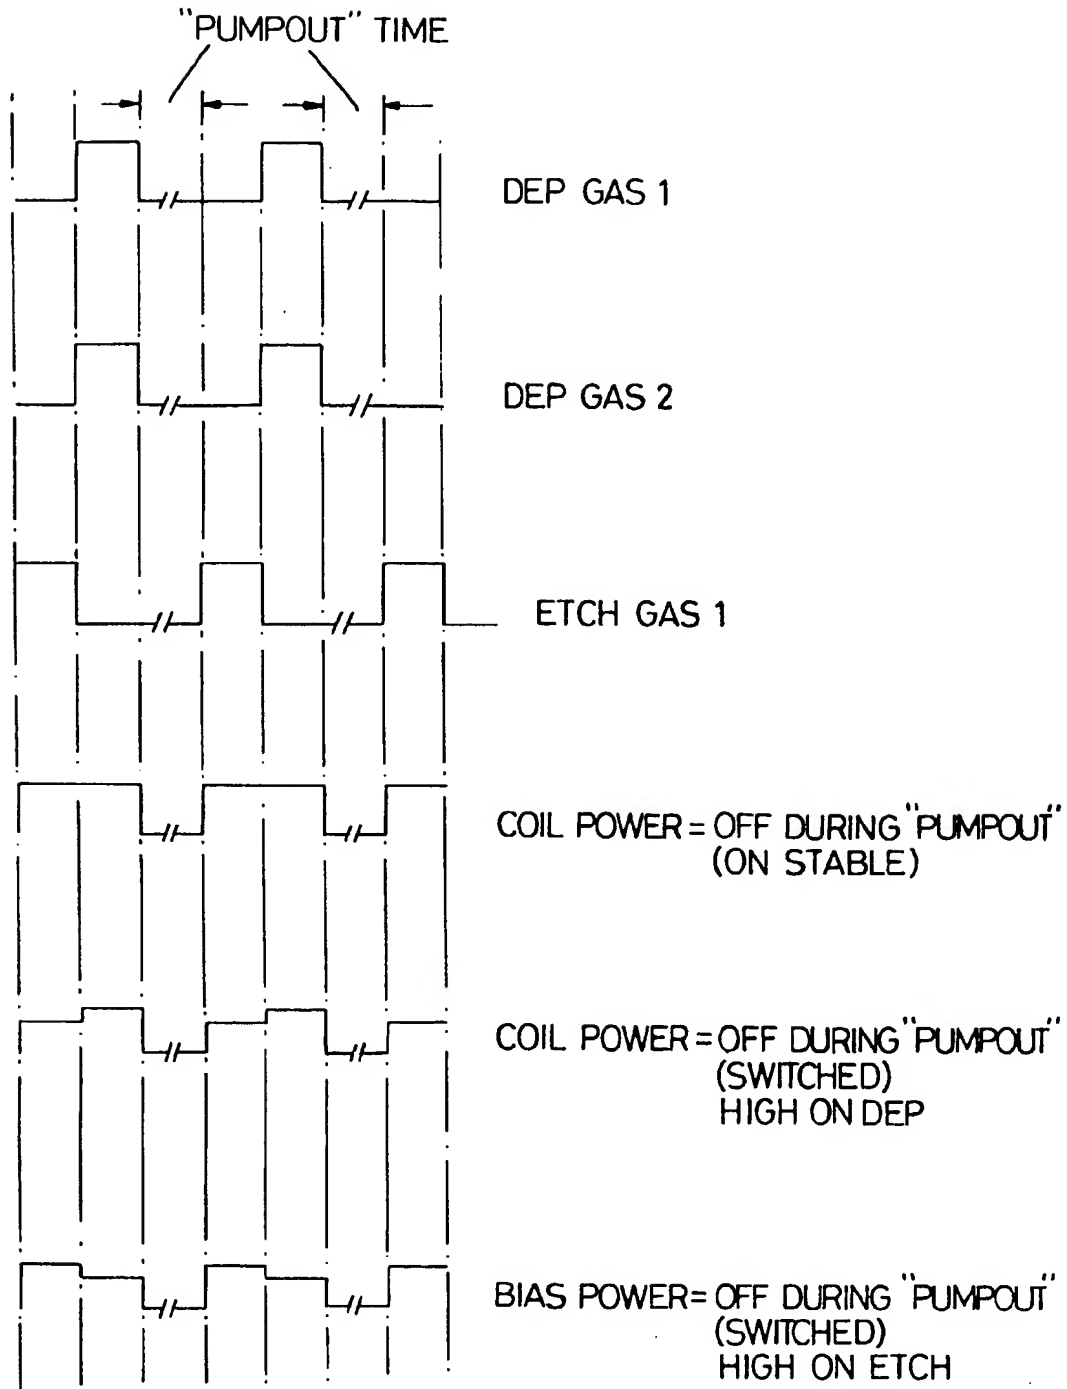 "PUMPOUT" TIME
DEP GAS 1
DEP GAS 2
ETCH GAS 1
COIL POWER = OFF DURING "PUMPOUT"
(ON STABLE)
COIL POWER = OFF DURING "PUMPOUT"
(SWITCHED)
HIGH ON DEP
BIAS POWER = OFF DURING "PUMPOUT"
(SWITCHED)
HIGH ON ETCH